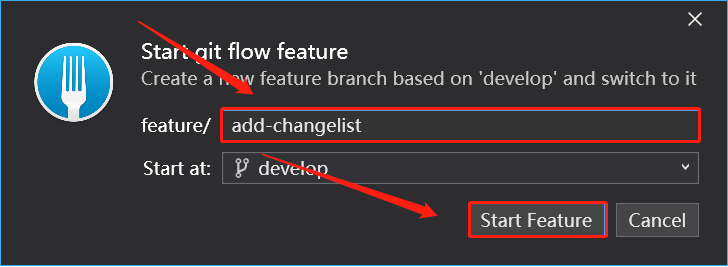 Start git flow feature
Create a new feature branch based on 'develop' and switch to it
feature/ add-changelist
Start at: develop
Start Feature Cancel